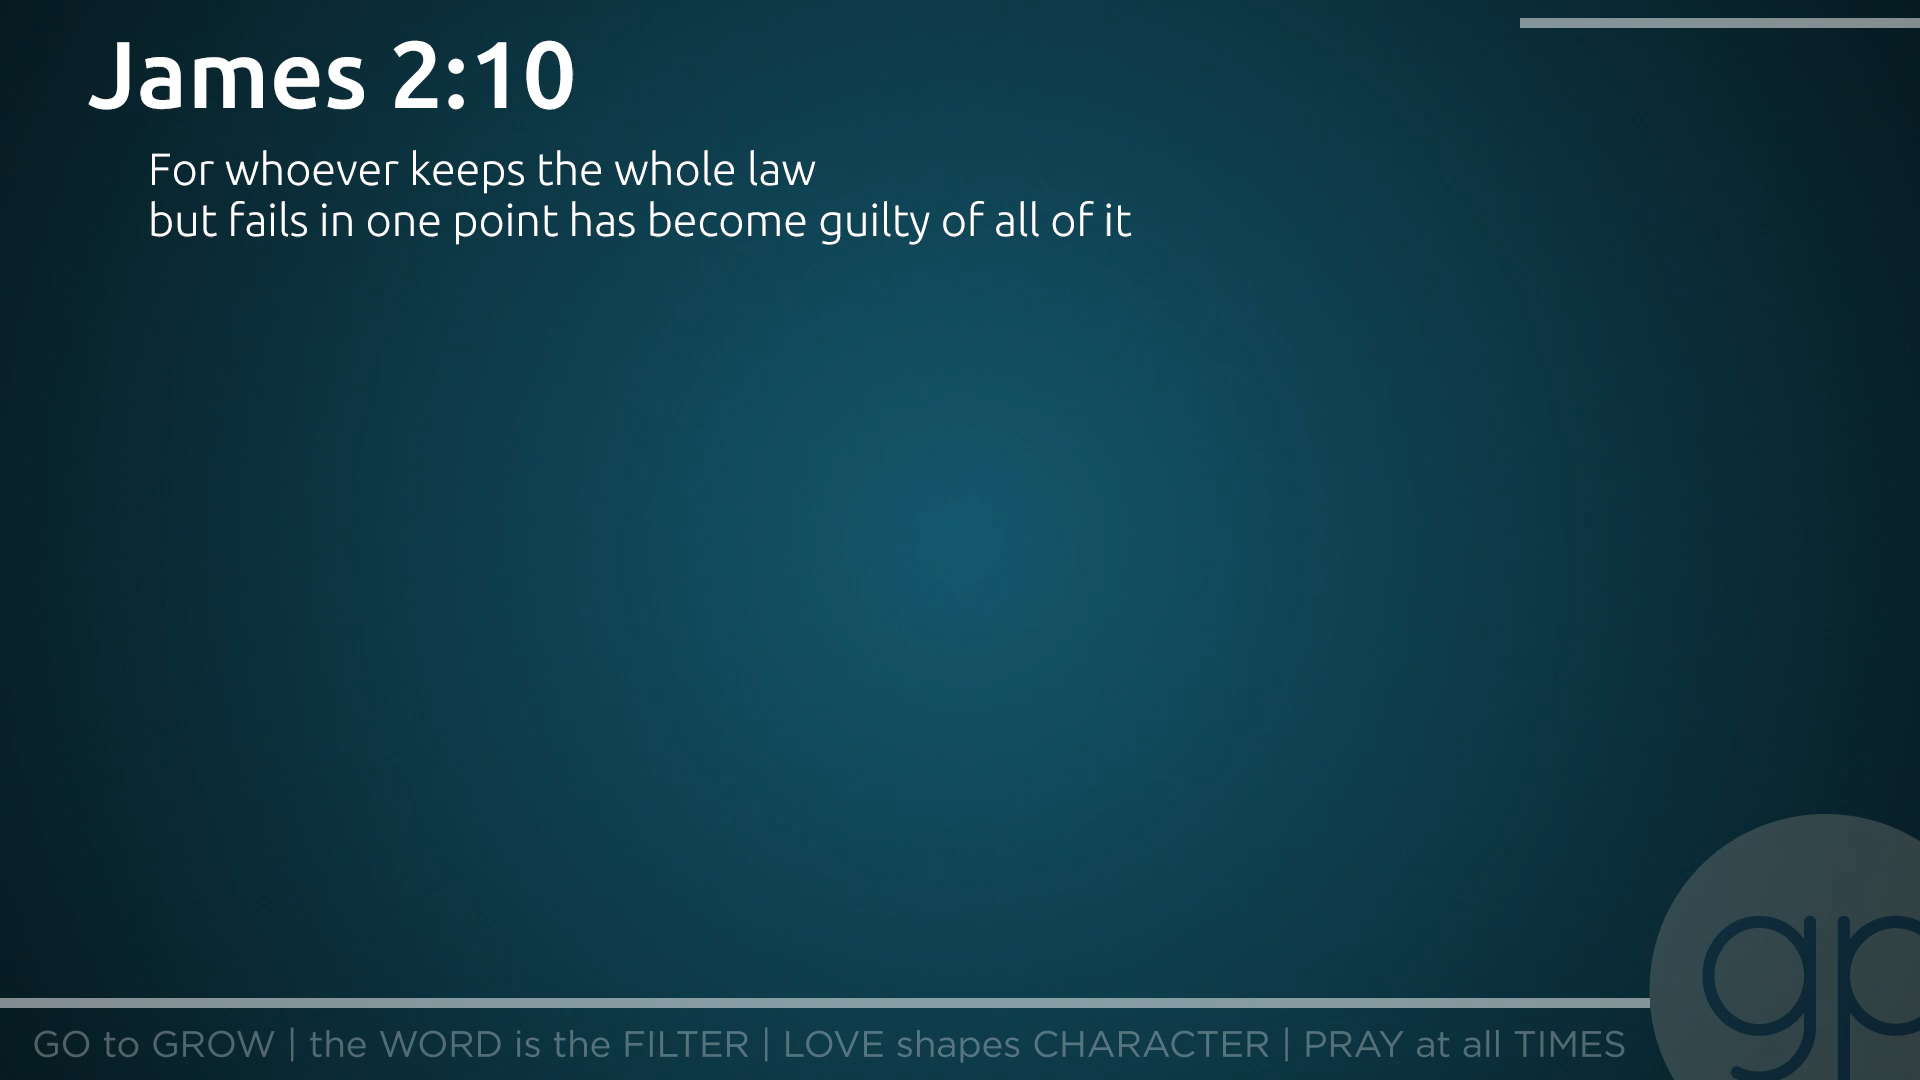 James 2:10
For whoever keeps the whole law
but fails in one point has become guilty of all of it
GO to GROW | the WORD is the FILTER | LOVE shapes CHARACTER | PRAY at all TIMES
gp